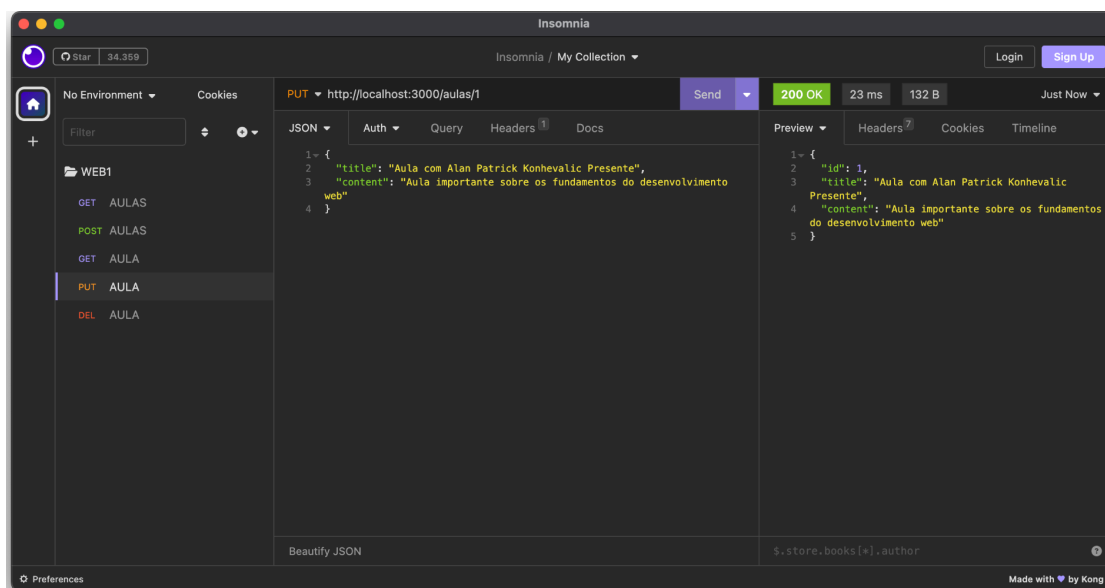 Insomnia
Star 34.359
Insomnia / My Collection
Login
Sign Up
No Environment
Cookies
PUT http://localhost:3000/aulas/1
Send
200 OK
23 ms
132 B
Just Now
Filter
JSON
Auth
Query
Headers 1
Docs
Preview
Headers 7
Cookies
Timeline
WEB1
GET AULAS
POST AULAS
GET AULA
PUT AULA
DEL AULA
1 {
2 "title": "Aula com Alan Patrick Konhevalic Presente",
3 "content": "Aula importante sobre os fundamentos do desenvolvimento
web"
4 }
1 {
2 "id": 1,
3 "title": "Aula com Alan Patrick Konhevalic
Presente",
4 "content": "Aula importante sobre os fundamentos
do desenvolvimento web"
5 }
Beautify JSON
$.store.books[*].author
Preferences
Made with ♥ by Kong